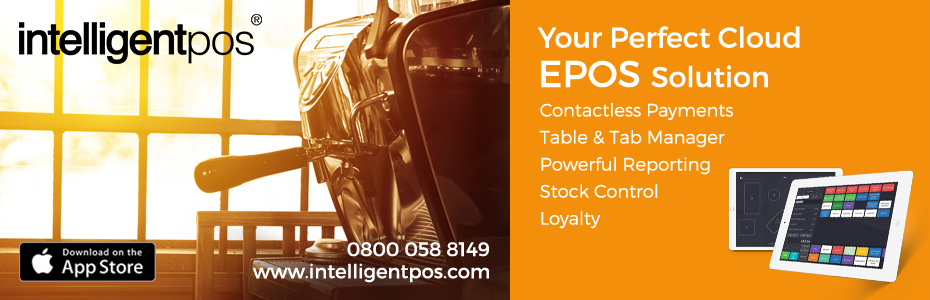 intelligentpos®
Your Perfect Cloud
EPOS Solution
Contactless Payments
Table & Tab Manager
Powerful Reporting
Stock Control
Loyalty
0800 058 8149
www.intelligentpos.com
Download on the
App Store